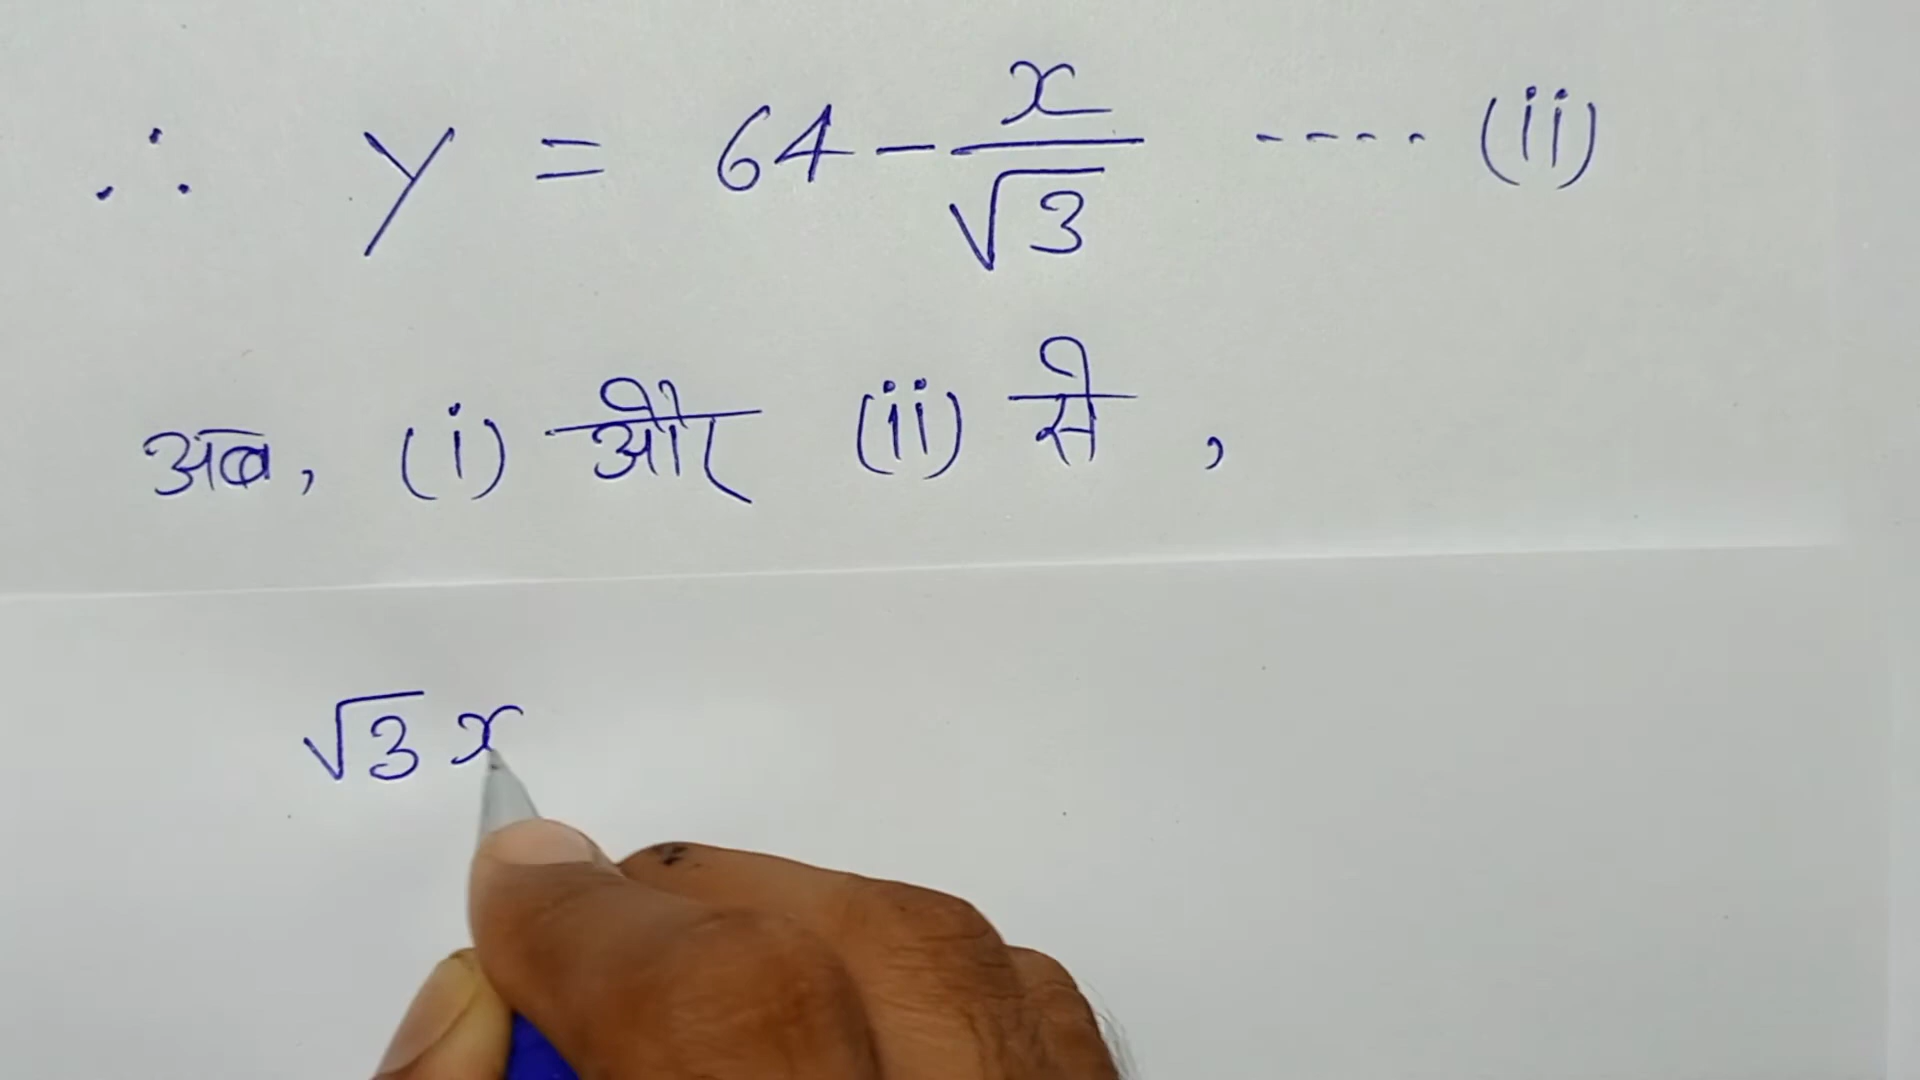 ∴ y = 64 - x/√3 ---- (ii)
अब, (i) और (ii) से ,
√3 x